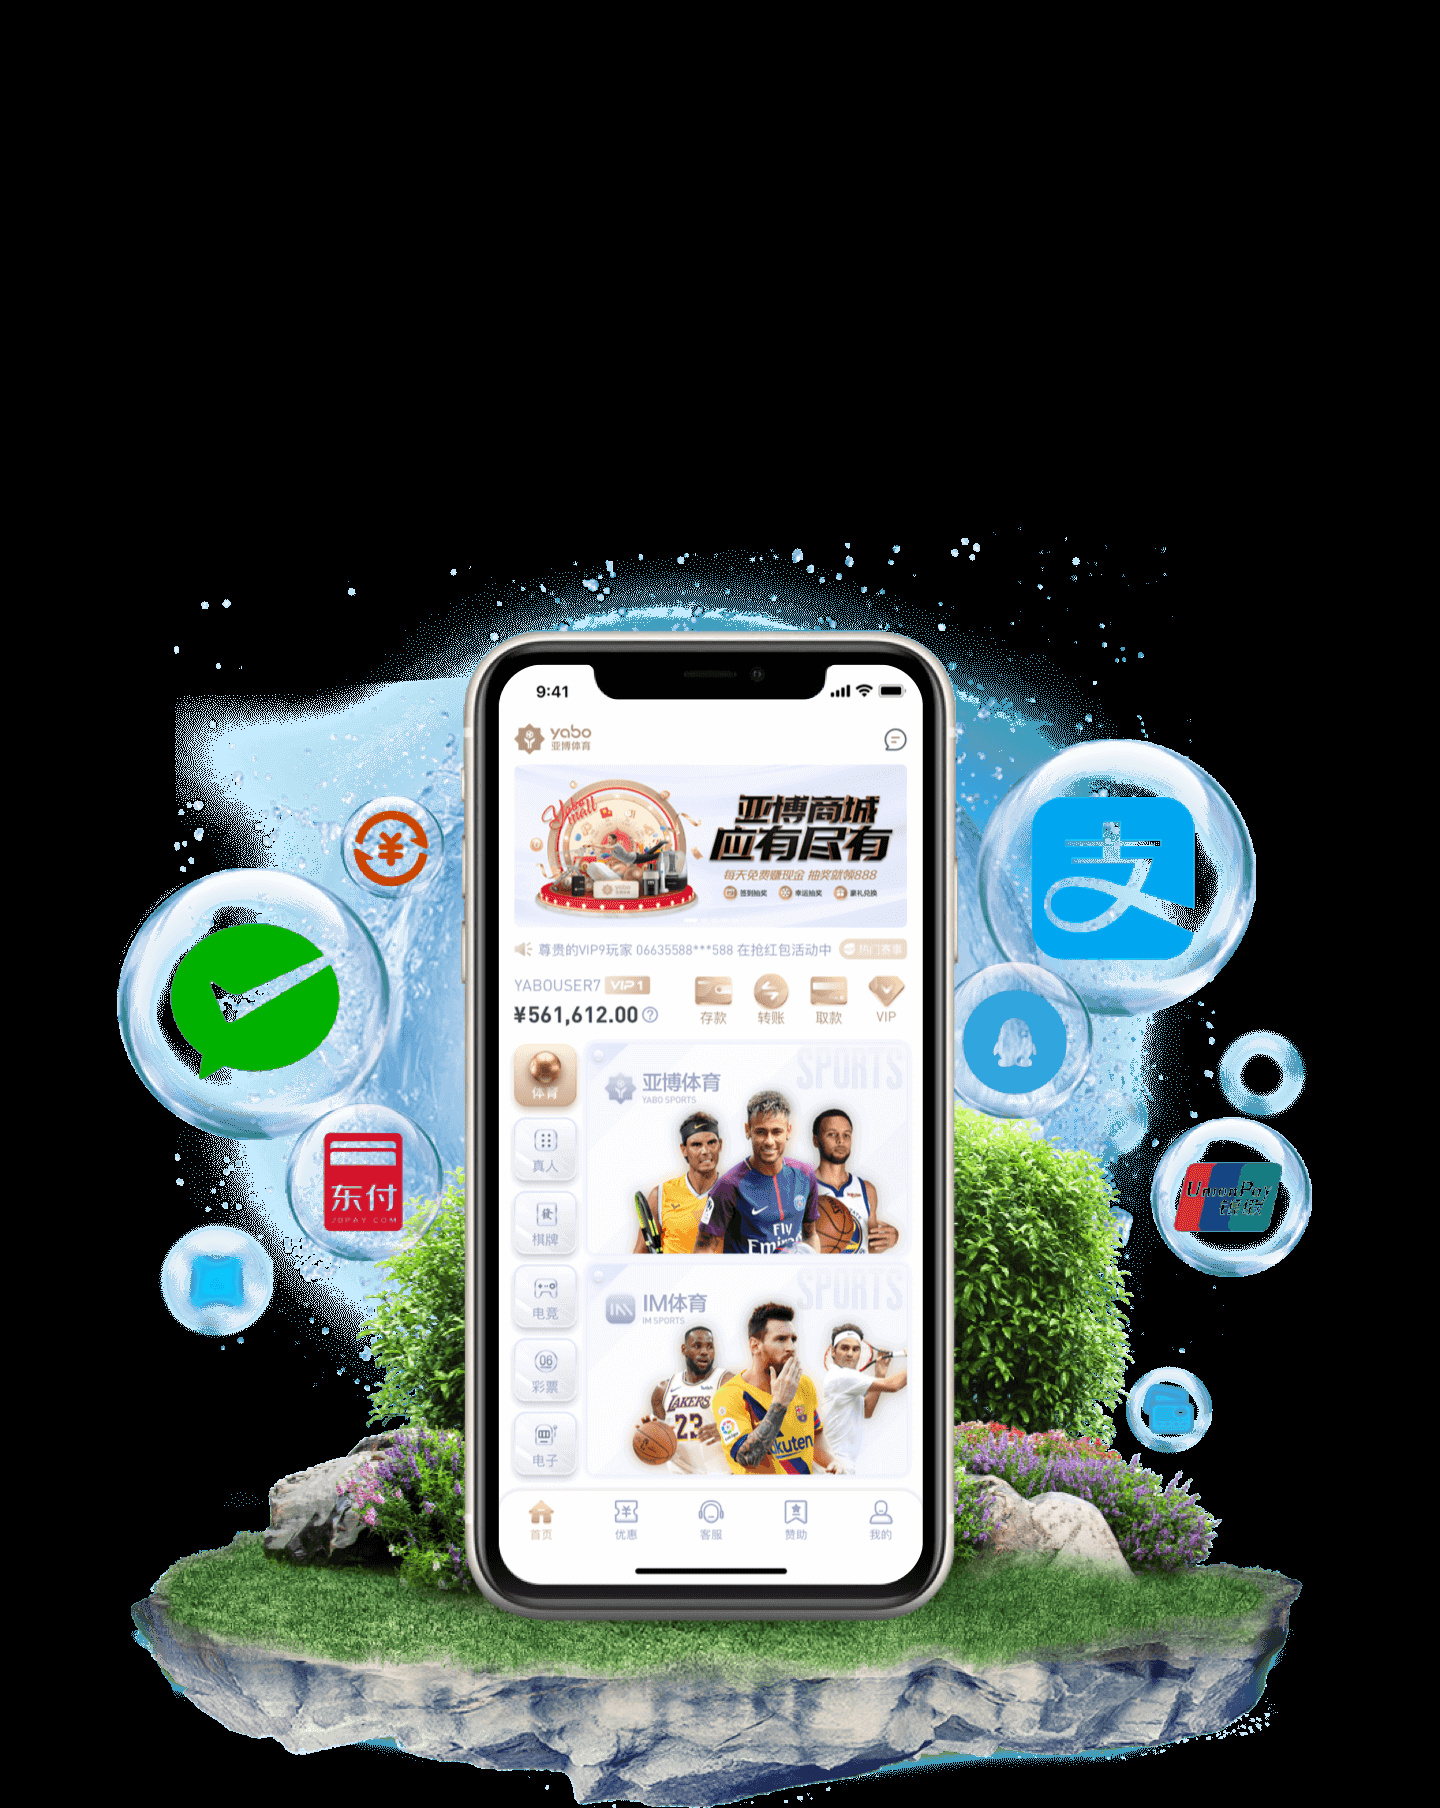 9:41
yabo
亚博体育
Yabo
mall
亚博商城
应有尽有
每天免费赚现金 抽奖就领888
签到抽奖 幸运抽奖 豪礼兑换
尊贵的VIP9玩家 06635588***588 在抢红包活动中
热门赛事
YABOUSER7 VIP1
¥561,612.00
存款 转账 取款 VIP
体育
真人
棋牌
电竞
彩票
电子
亚博体育
YABO SPORTS
SPORTS
Fly
IM体育
IM SPORTS
SPORTS
LAKERS
23
首页 优惠 客服 赞助 我的
支
东付
JDPAY.COM
UnionPay
银联